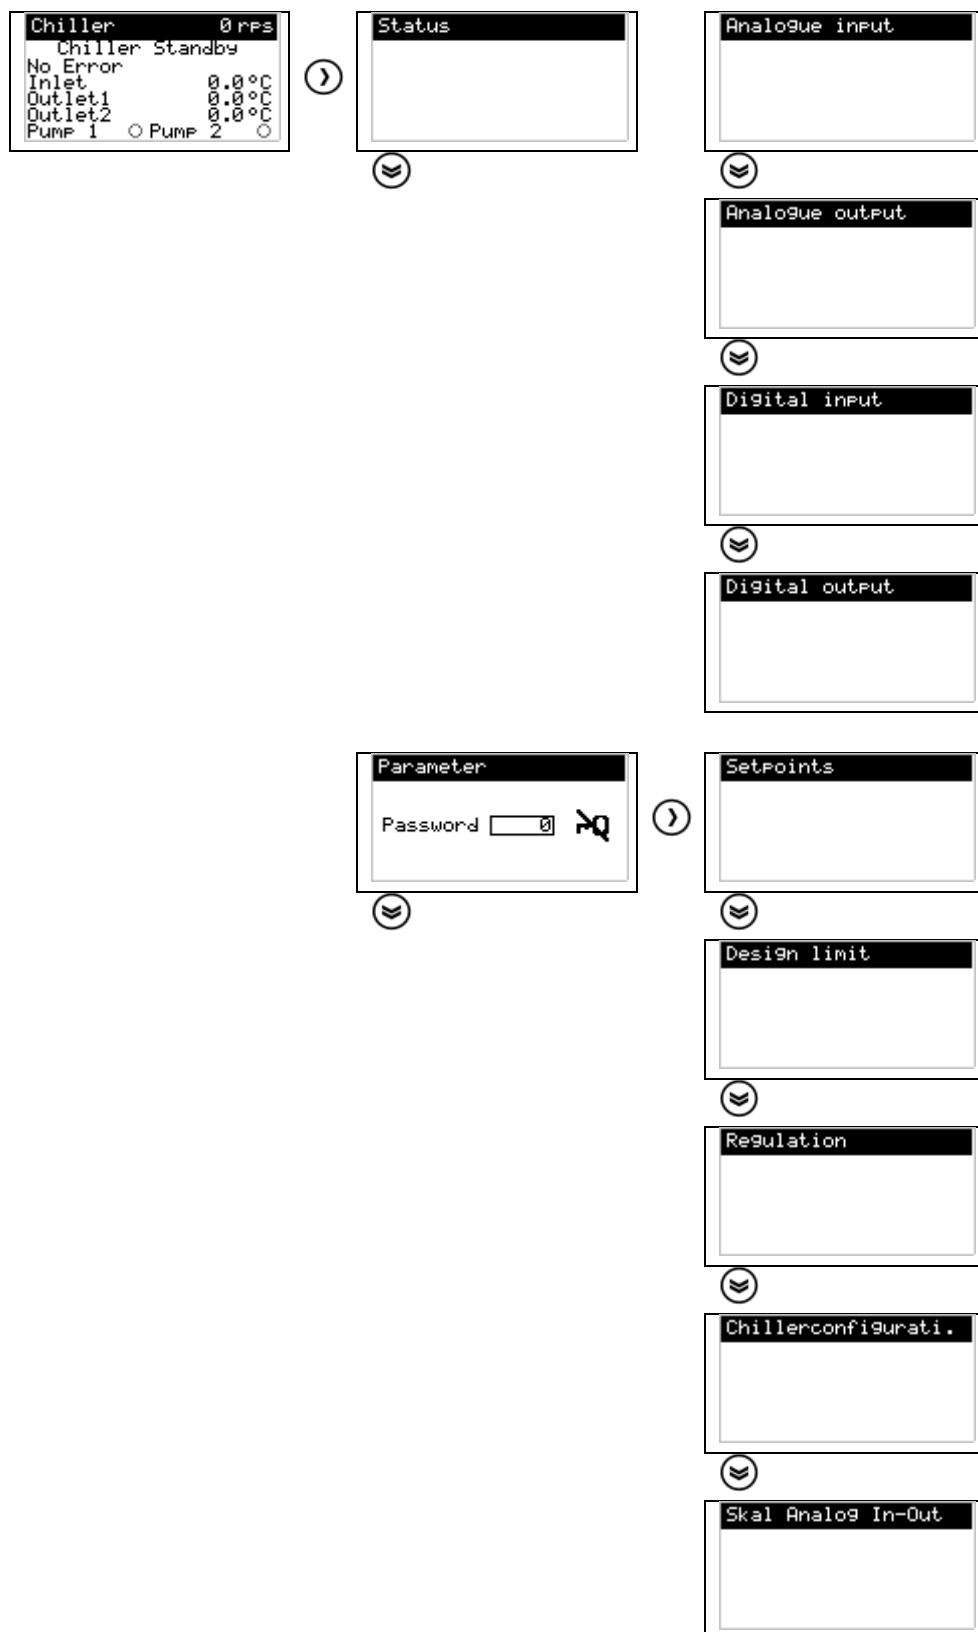 Chiller 0 rps
Chiller Standby
No Error
Inlet 0.0°C
Outlet1 0.0°C
Outlet2 0.0°C
Pump 1 Pump 2
Status
Analogue input
Analogue output
Digital input
Digital output
Parameter
Password 0
Setpoints
Design limit
Regulation
Chillerconfigurati.
Skal Analog In-Out